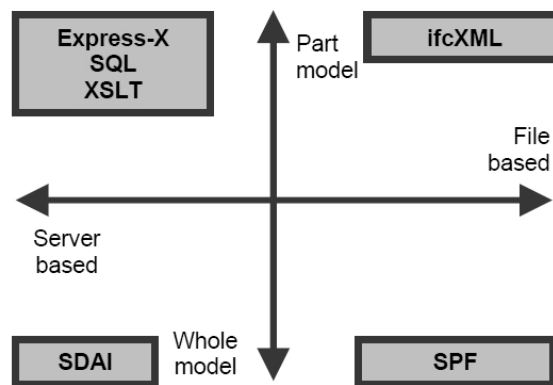 Express-X
SQL
XSLT
Part
model
ifcXML
File
based
Server
based
SDAI
Whole
model
SPF